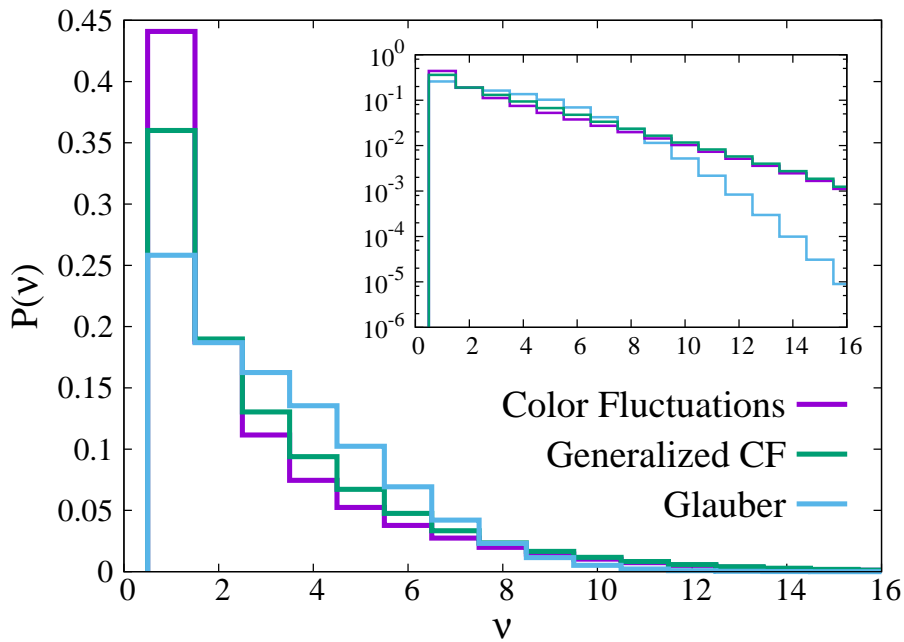 0.45
0.4
0.35
0.3
0.25
0.2
0.15
0.1
0.05
0
P(ν)
0 2 4 6 8 10 12 14 16
ν
10^0
10^-1
10^-2
10^-3
10^-4
10^-5
10^-6
0 2 4 6 8 10 12 14 16
Color Fluctuations
Generalized CF
Glauber